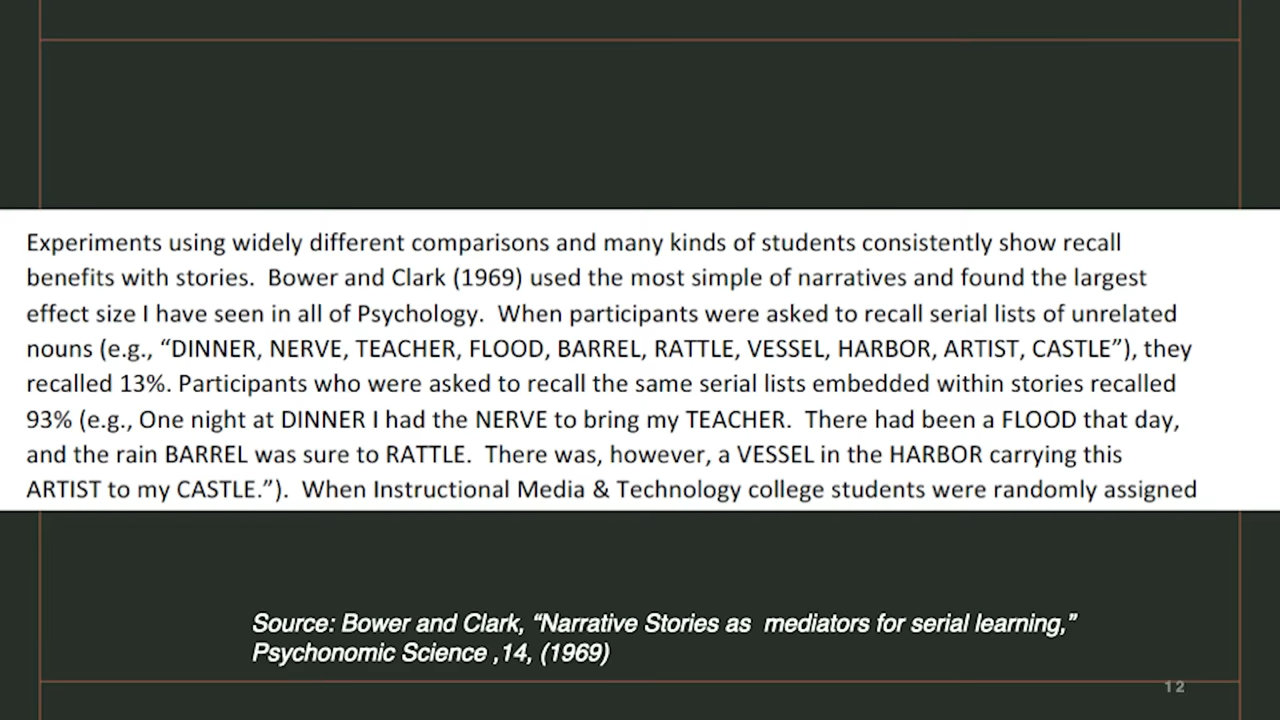 Experiments using widely different comparisons and many kinds of students consistently show recall
benefits with stories.  Bower and Clark (1969) used the most simple of narratives and found the largest
effect size I have seen in all of Psychology.  When participants were asked to recall serial lists of unrelated
nouns (e.g., “DINNER, NERVE, TEACHER, FLOOD, BARREL, RATTLE, VESSEL, HARBOR, ARTIST, CASTLE”), they
recalled 13%. Participants who were asked to recall the same serial lists embedded within stories recalled
93% (e.g., One night at DINNER I had the NERVE to bring my TEACHER.  There had been a FLOOD that day,
and the rain BARREL was sure to RATTLE.  There was, however, a VESSEL in the HARBOR carrying this
ARTIST to my CASTLE.”).  When Instructional Media & Technology college students were randomly assigned
Source: Bower and Clark, “Narrative Stories as  mediators for serial learning,”
Psychonomic Science ,14, (1969)
12